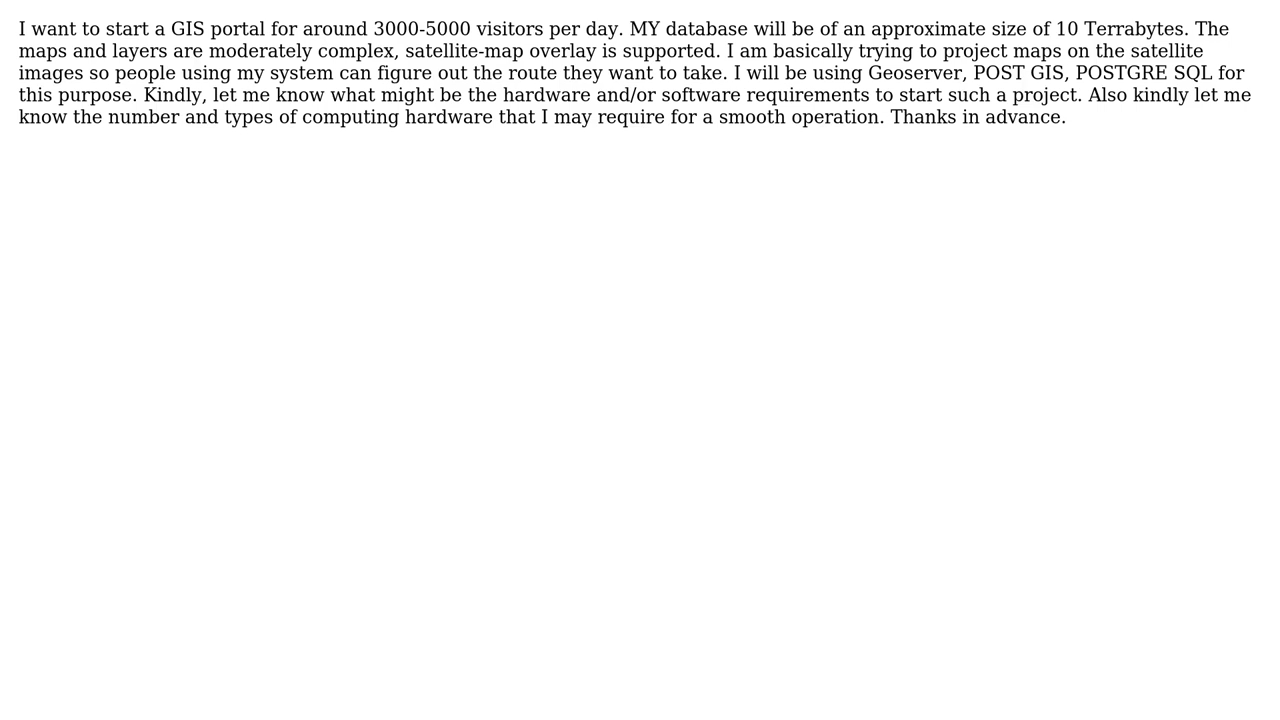 I want to start a GIS portal for around 3000-5000 visitors per day. MY database will be of an approximate size of 10 Terrabytes. The
maps and layers are moderately complex, satellite-map overlay is supported. I am basically trying to project maps on the satellite
images so people using my system can figure out the route they want to take. I will be using Geoserver, POST GIS, POSTGRE SQL for
this purpose. Kindly, let me know what might be the hardware and/or software requirements to start such a project. Also kindly let me
know the number and types of computing hardware that I may require for a smooth operation. Thanks in advance.